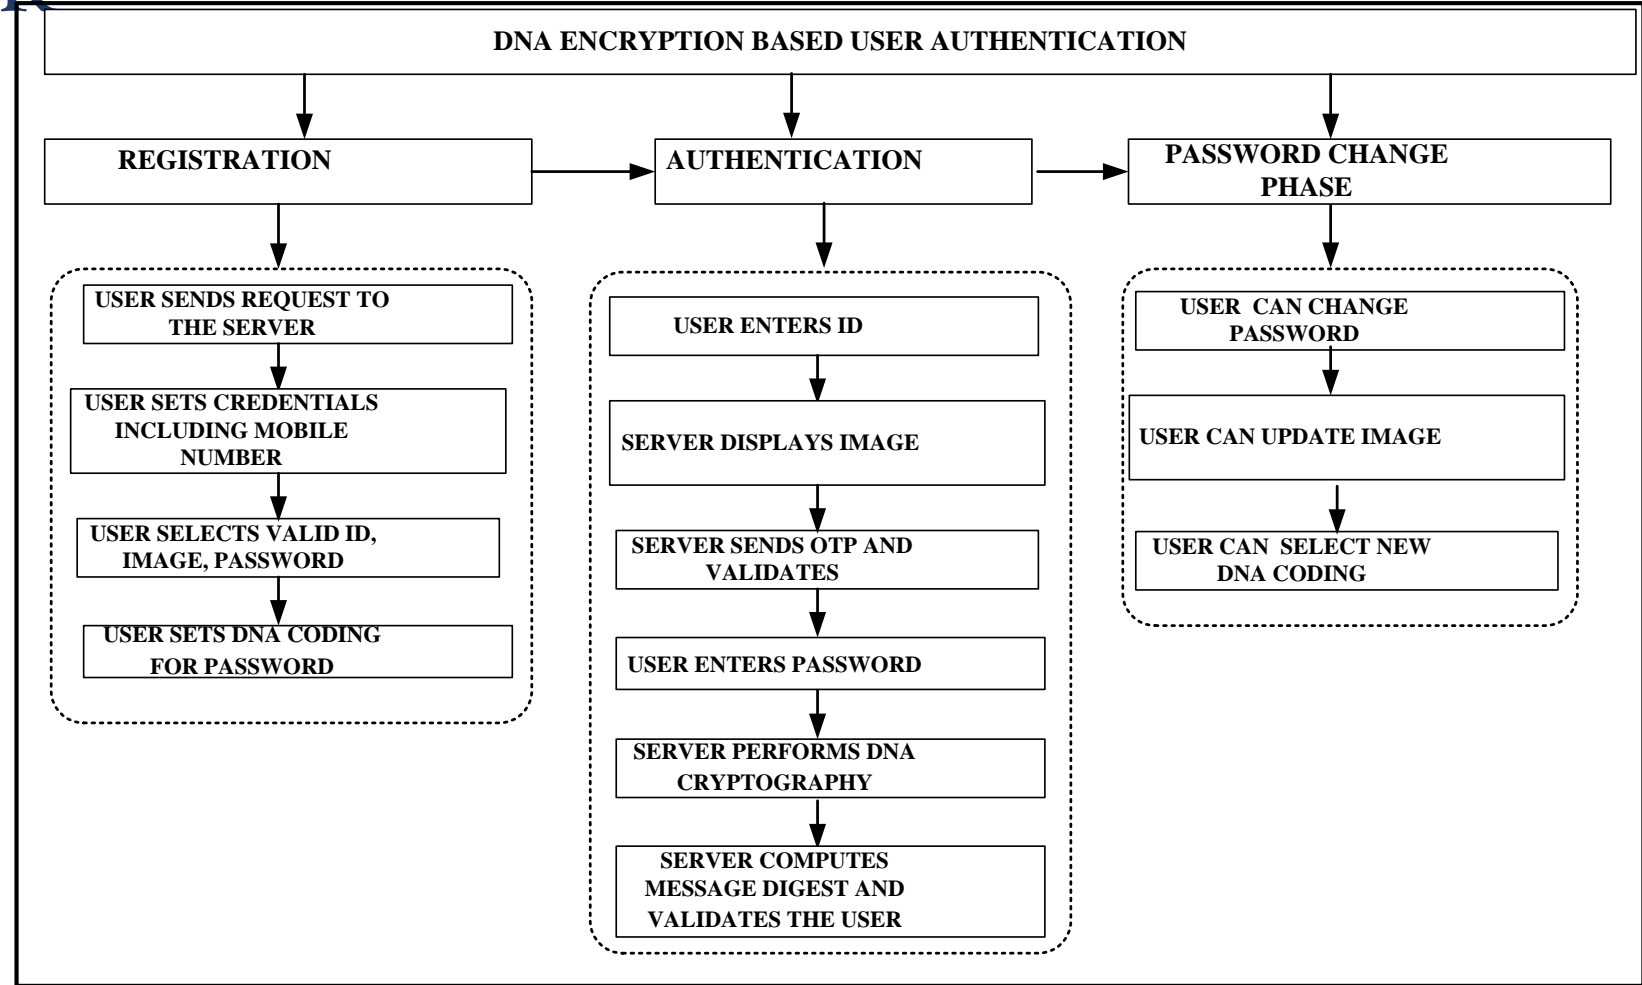 DNA ENCRYPTION BASED USER AUTHENTICATION
REGISTRATION
AUTHENTICATION
PASSWORD CHANGE
PHASE
USER SENDS REQUEST TO
THE SERVER
USER SETS CREDENTIALS
INCLUDING MOBILE
NUMBER
USER SELECTS VALID ID,
IMAGE, PASSWORD
USER SETS DNA CODING
FOR PASSWORD
USER ENTERS ID
SERVER DISPLAYS IMAGE
SERVER SENDS OTP AND
VALIDATES
USER ENTERS PASSWORD
SERVER PERFORMS DNA
CRYPTOGRAPHY
SERVER COMPUTES
MESSAGE DIGEST AND
VALIDATES THE USER
USER CAN CHANGE
PASSWORD
USER CAN UPDATE IMAGE
USER CAN SELECT NEW
DNA CODING